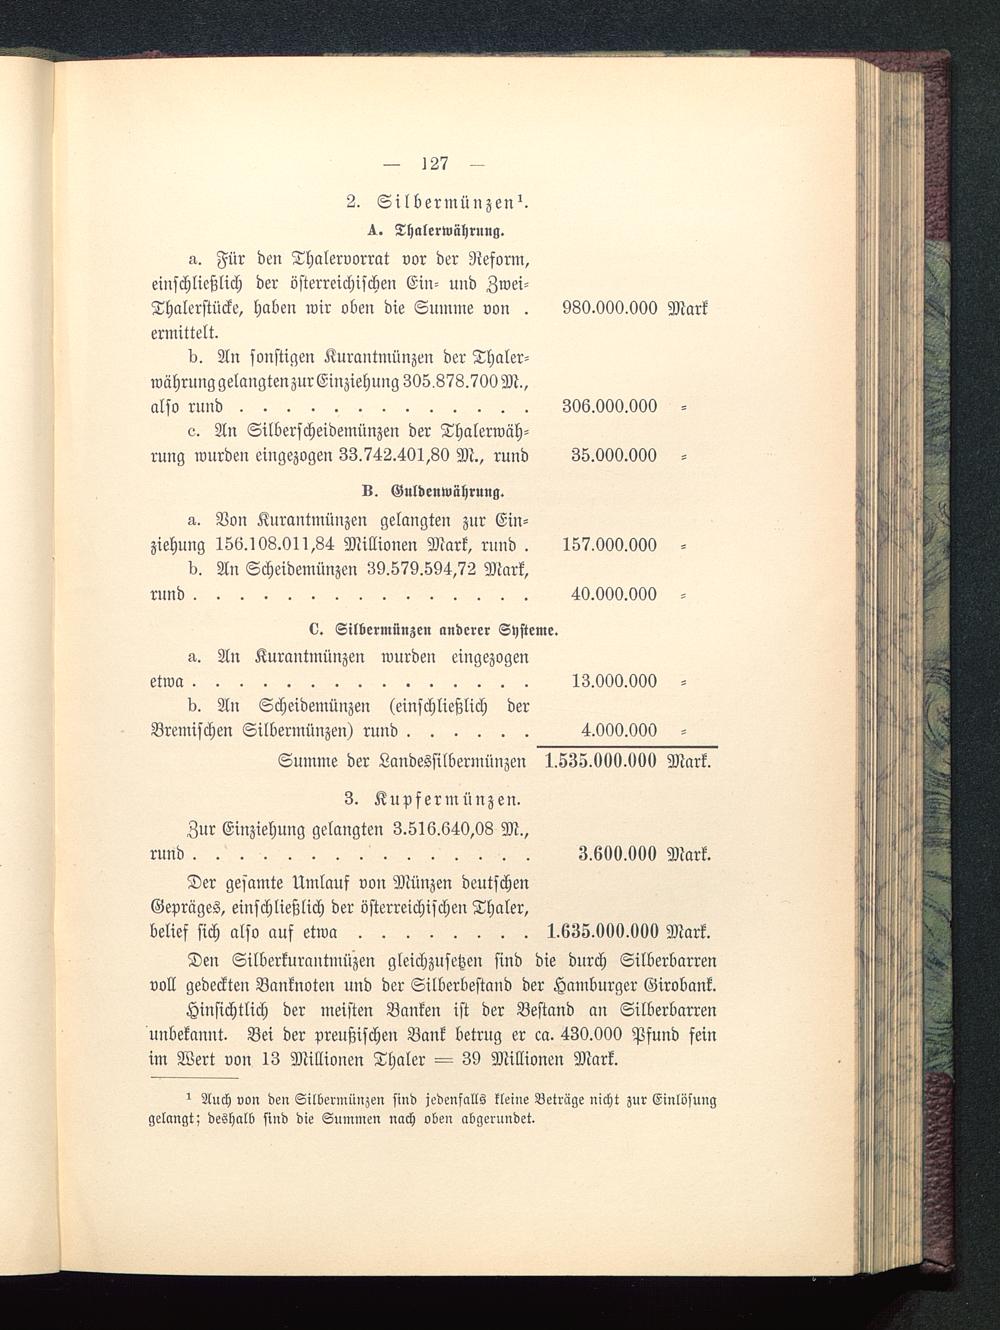 — 127 —
2. Silbermünzen¹.
A. Thalerwährung.
a. Für den Thalervorrat vor der Reform,
einschließlich der österreichischen Ein- und Zwei-
Thalerstücke, haben wir oben die Summe von . 980.000.000 Mark
ermittelt.
b. An sonstigen Kurantmünzen der Thaler-
währung gelangten zur Einziehung 305.878.700 M.,
also rund . . . . . . . . . . . . . 306.000.000 =
c. An Silberscheidemünzen der Thalerwäh-
rung wurden eingezogen 33.742.401,80 M., rund 35.000.000 =
B. Guldenwährung.
a. Von Kurantmünzen gelangten zur Ein-
ziehung 156.108.011,84 Millionen Mark, rund . 157.000.000 =
b. An Scheidemünzen 39.579.594,72 Mark,
rund . . . . . . . . . . . . . . . 40.000.000 =
C. Silbermünzen anderer Systeme.
a. An Kurantmünzen wurden eingezogen
etwa . . . . . . . . . . . . . . . 13.000.000 =
b. An Scheidemünzen (einschließlich der
Bremischen Silbermünzen) rund . . . . . . 4.000.000 =
Summe der Landessilbermünzen 1.535.000.000 Mark.
3. Kupfermünzen.
Zur Einziehung gelangten 3.516.640,08 M.,
rund . . . . . . . . . . . . . . . 3.600.000 Mark.
Der gesamte Umlauf von Münzen deutschen
Gepräges, einschließlich der österreichischen Thaler,
belief sich also auf etwa . . . . . . . . 1.635.000.000 Mark.
Den Silberkurantmüzen gleichzusetzen sind die durch Silberbarren
voll gedeckten Banknoten und der Silberbestand der Hamburger Girobank.
Hinsichtlich der meisten Banken ist der Bestand an Silberbarren
unbekannt. Bei der preußischen Bank betrug er ca. 430.000 Pfund fein
im Wert von 13 Millionen Thaler = 39 Millionen Mark.
¹ Auch von den Silbermünzen sind jedenfalls kleine Beträge nicht zur Einlösung
gelangt; deshalb sind die Summen nach oben abgerundet.